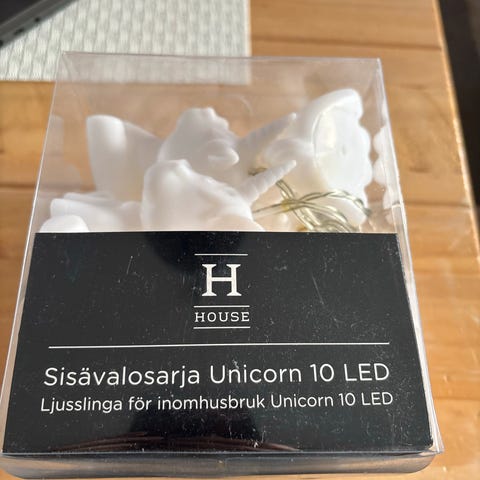 H
HOUSE
Sisävalosarja Unicorn 10 LED
Ljusslinga för inomhusbruk Unicorn 10 LED